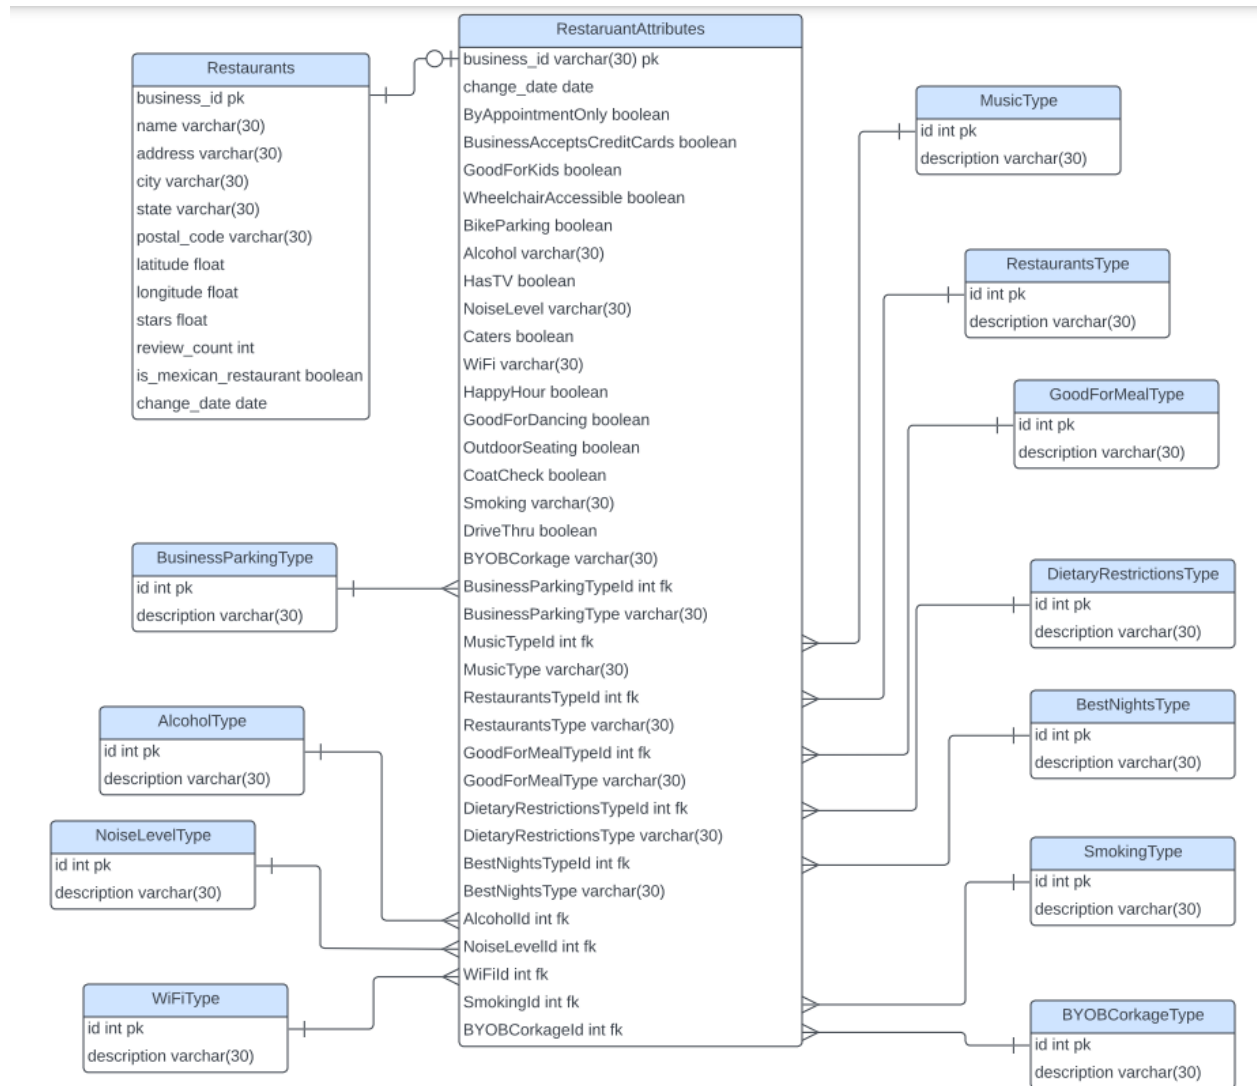 RestaruantAttributes
business_id varchar(30) pk
change_date date
ByAppointmentOnly boolean
BusinessAcceptsCreditCards boolean
GoodForKids boolean
WheelchairAccessible boolean
BikeParking boolean
Alcohol varchar(30)
HasTV boolean
NoiseLevel varchar(30)
Caters boolean
WiFi varchar(30)
HappyHour boolean
GoodForDancing boolean
OutdoorSeating boolean
CoatCheck boolean
Smoking varchar(30)
DriveThru boolean
BYOBCorkage varchar(30)
BusinessParkingTypeId int fk
BusinessParkingType varchar(30)
MusicTypeId int fk
MusicType varchar(30)
RestaurantsTypeId int fk
RestaurantsType varchar(30)
GoodForMealTypeId int fk
GoodForMealType varchar(30)
DietaryRestrictionsTypeId int fk
DietaryRestrictionsType varchar(30)
BestNightsTypeId int fk
BestNightsType varchar(30)
AlcoholId int fk
NoiseLevelId int fk
WiFiId int fk
SmokingId int fk
BYOBCorkageId int fk
Restaurants
business_id pk
name varchar(30)
address varchar(30)
city varchar(30)
state varchar(30)
postal_code varchar(30)
latitude float
longitude float
stars float
review_count int
is_mexican_restaurant boolean
change_date date
BusinessParkingType
id int pk
description varchar(30)
AlcoholType
id int pk
description varchar(30)
NoiseLevelType
id int pk
description varchar(30)
WiFiType
id int pk
description varchar(30)
MusicType
id int pk
description varchar(30)
RestaurantsType
id int pk
description varchar(30)
GoodForMealType
id int pk
description varchar(30)
DietaryRestrictionsType
id int pk
description varchar(30)
BestNightsType
id int pk
description varchar(30)
SmokingType
id int pk
description varchar(30)
BYOBCorkageType
id int pk
description varchar(30)